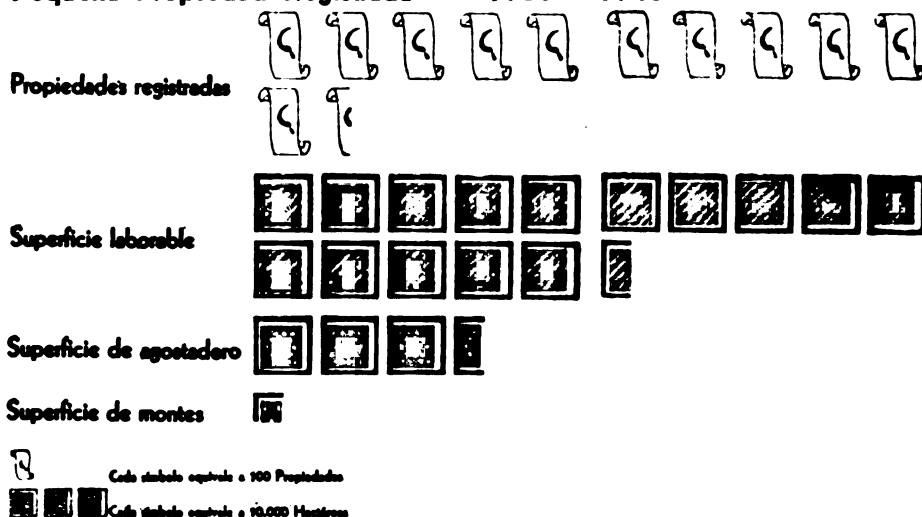 Propiedades registradas
Superficie laborable
Superficie de agostadero
Superficie de montes
Cada símbolo equivale a 100 Propiedades
Cada símbolo equivale a 10,000 Hectáreas